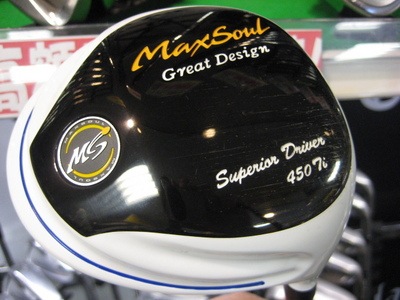 MaxSoul
Great Design
MS
Superior Driver
450Ti